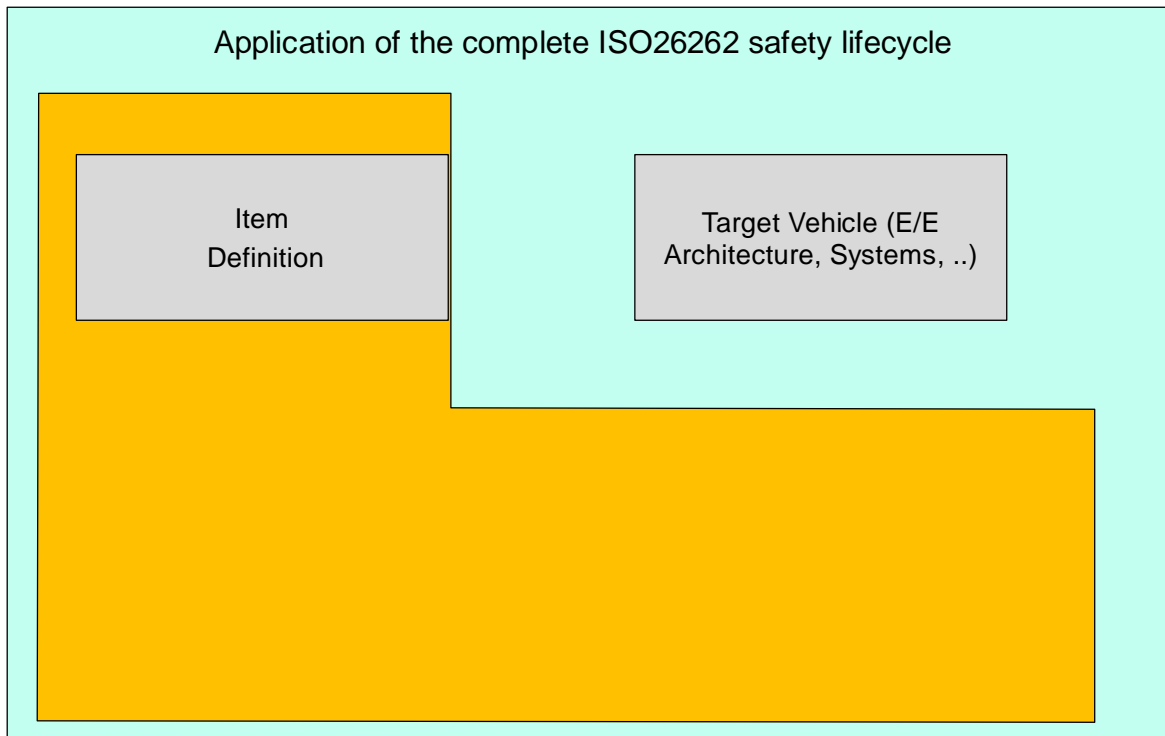 Application of the complete ISO26262 safety lifecycle
Item
Definition
Target Vehicle (E/E
Architecture, Systems, ..)